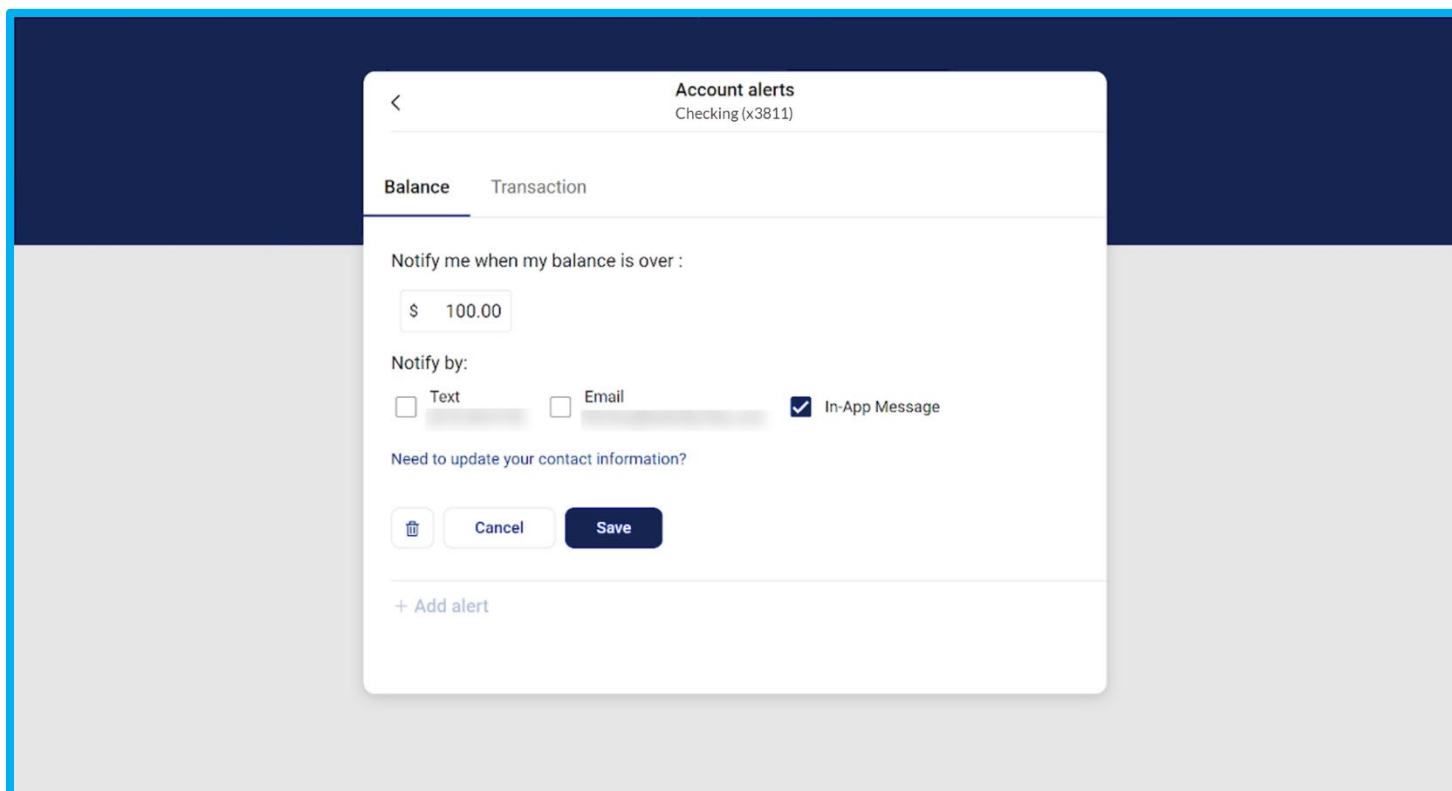 Account alerts
Checking (x3811)
Balance Transaction
Notify me when my balance is over :
$ 100.00
Notify by:
Text Email In-App Message
Need to update your contact information?
Cancel Save
+ Add alert